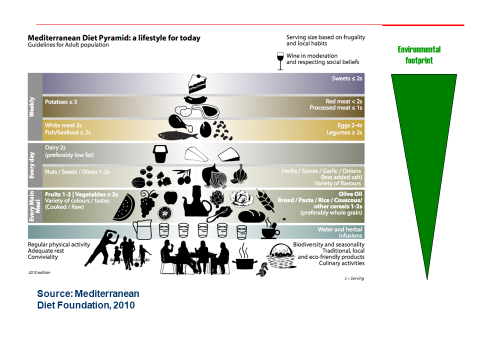 Mediterranean Diet Pyramid: a lifestyle for today
Guidelines for Adult population
Serving size based on frugality
and local habits
Wine in moderation
and respecting social beliefs
Environmental
footprint
Weekly
Sweets ≤ 2s
Potatoes ≤ 3
Red meat < 2s
Processed meat ≤ 1s
White meat 2s
Fish/Seafood ≥ 2s
Eggs 2-4s
Legumes ≥ 2s
Every day
Dairy 2s
(preferably low fat)
Nuts / Seeds / Olives 1-2s
Herbs / Spices / Garlic / Onions
(less added salt)
Variety of flavours
Every Main
Meal
Fruits 1-2 | Vegetables ≥ 2s
Variety of colours / tastes
(Cooked / Raw)
Olive Oil
Bread / Pasta / Rice / Couscous/
other cereals 1-2s
(preferably whole grain)
Water and herbal
infusions
Regular physical activity
Adequate rest
Conviviality
Biodiversity and seasonality
Traditional, local
and eco-friendly products
Culinary activities
2010 edition
s = Serving
Source: Mediterranean
Diet Foundation, 2010